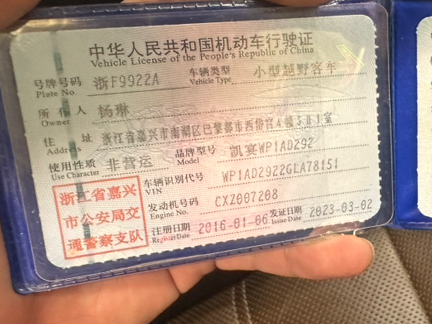 中华人民共和国机动车行驶证
Vehicle License of the People's Republic of China
号牌号码 浙F9922A 车辆类型 小型越野客车
Plate No. Vehicle Type
所有人 杨琳
Owner
住址 浙江省嘉兴市南湖区巴黎都市西侨宫A幢301室
Address
使用性质 非营运 品牌型号 凯宴WP1AD292
Use Character Model
浙江省嘉兴 车辆识别代号 WP1AD2922GLA78151
VIN
市公安局交 发动机号码 CXZ007208
Engine No.
通警察支队 注册日期 2016-01-06 发证日期 2023-03-02
Register Date Issue Date